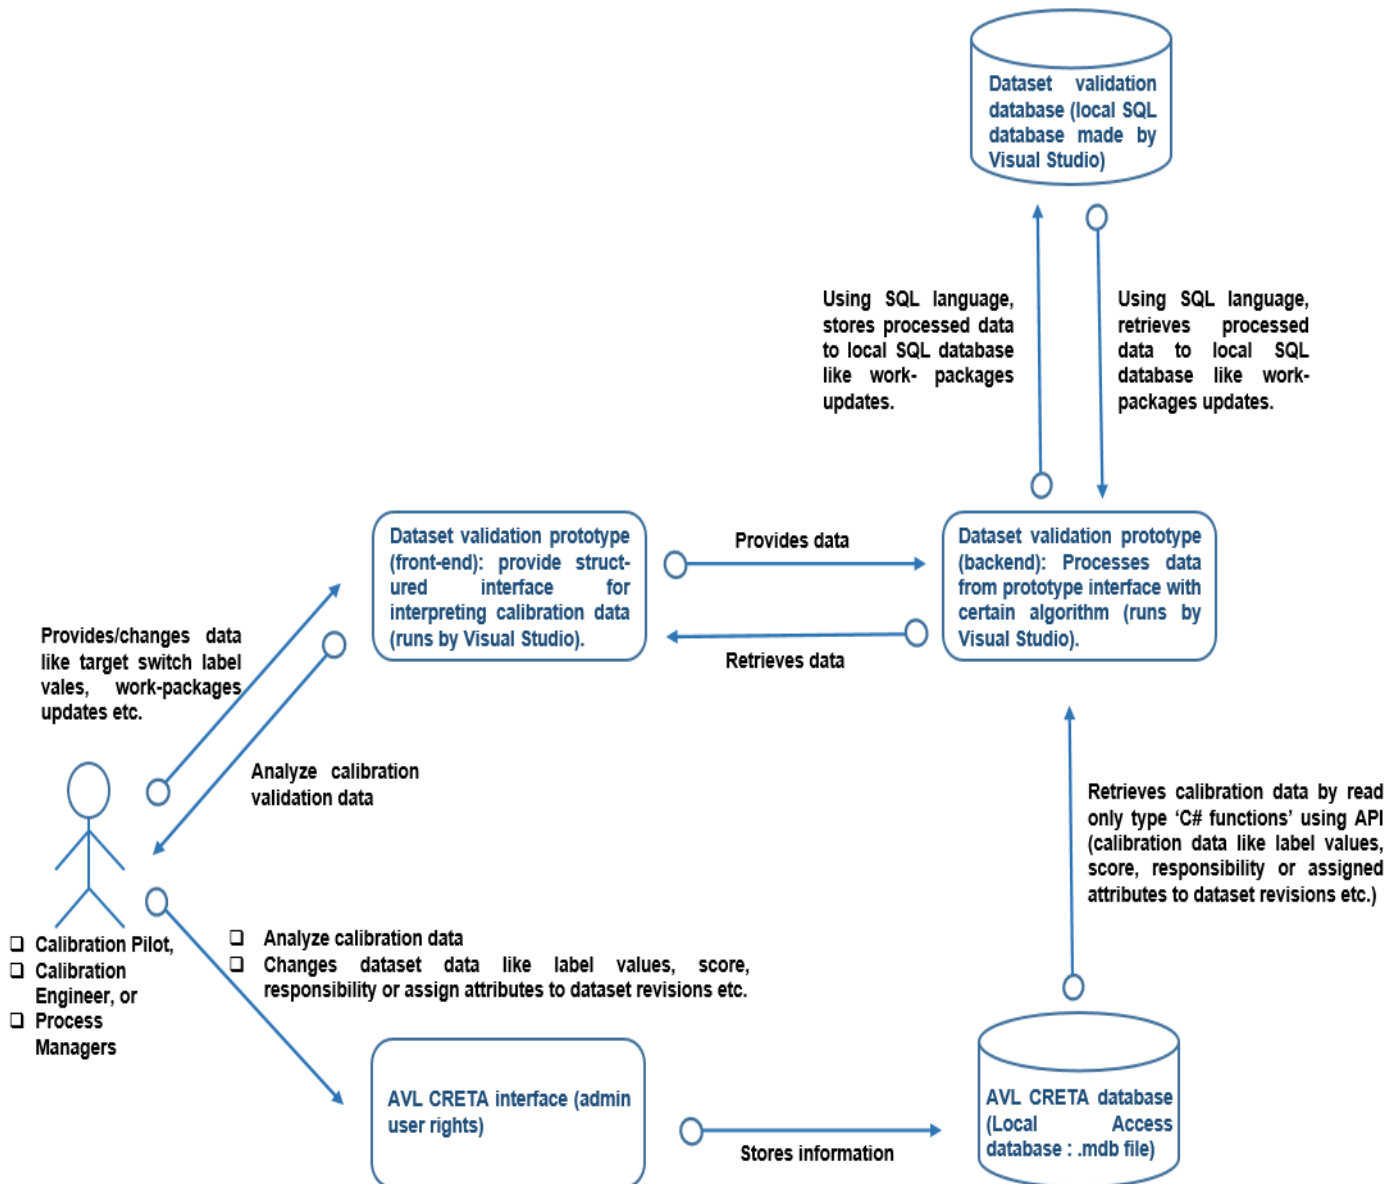 Dataset validation
database (local SQL
database made by
Visual Studio)
Using SQL language,
stores processed data
to local SQL database
like work- packages
updates.
Using SQL language,
retrieves processed
data to local SQL
database like work-
packages updates.
Dataset validation prototype
(front-end): provide struct-
ured interface for
interpreting calibration data
(runs by Visual Studio).
Provides data
Retrieves data
Dataset validation prototype
(backend): Processes data
from prototype interface with
certain algorithm (runs by
Visual Studio).
Provides/changes data
like target switch label
vales, work-packages
updates etc.
Analyze calibration
validation data
Retrieves calibration data by read
only type ‘C# functions’ using API
(calibration data like label values,
score, responsibility or assigned
attributes to dataset revisions etc.)
Calibration Pilot,
Calibration
Engineer, or
Process
Managers
Analyze calibration data
Changes dataset data like label values, score,
responsibility or assign attributes to dataset revisions etc.
AVL CRETA interface (admin
user rights)
Stores information
AVL CRETA database
(Local Access
database : .mdb file)